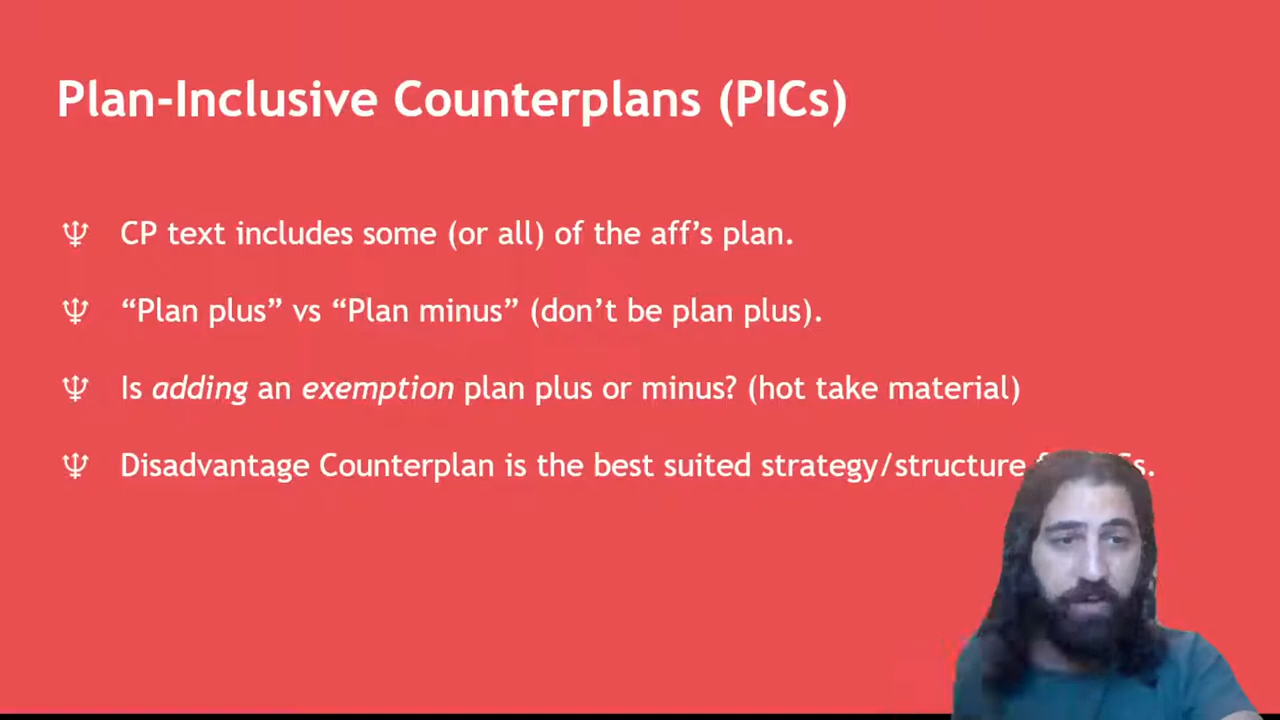 Plan-Inclusive Counterplans (PICs)
CP text includes some (or all) of the aff's plan.
“Plan plus” vs “Plan minus” (don't be plan plus).
Is adding an exemption plan plus or minus? (hot take material)
Disadvantage Counterplan is the best suited strategy/structure